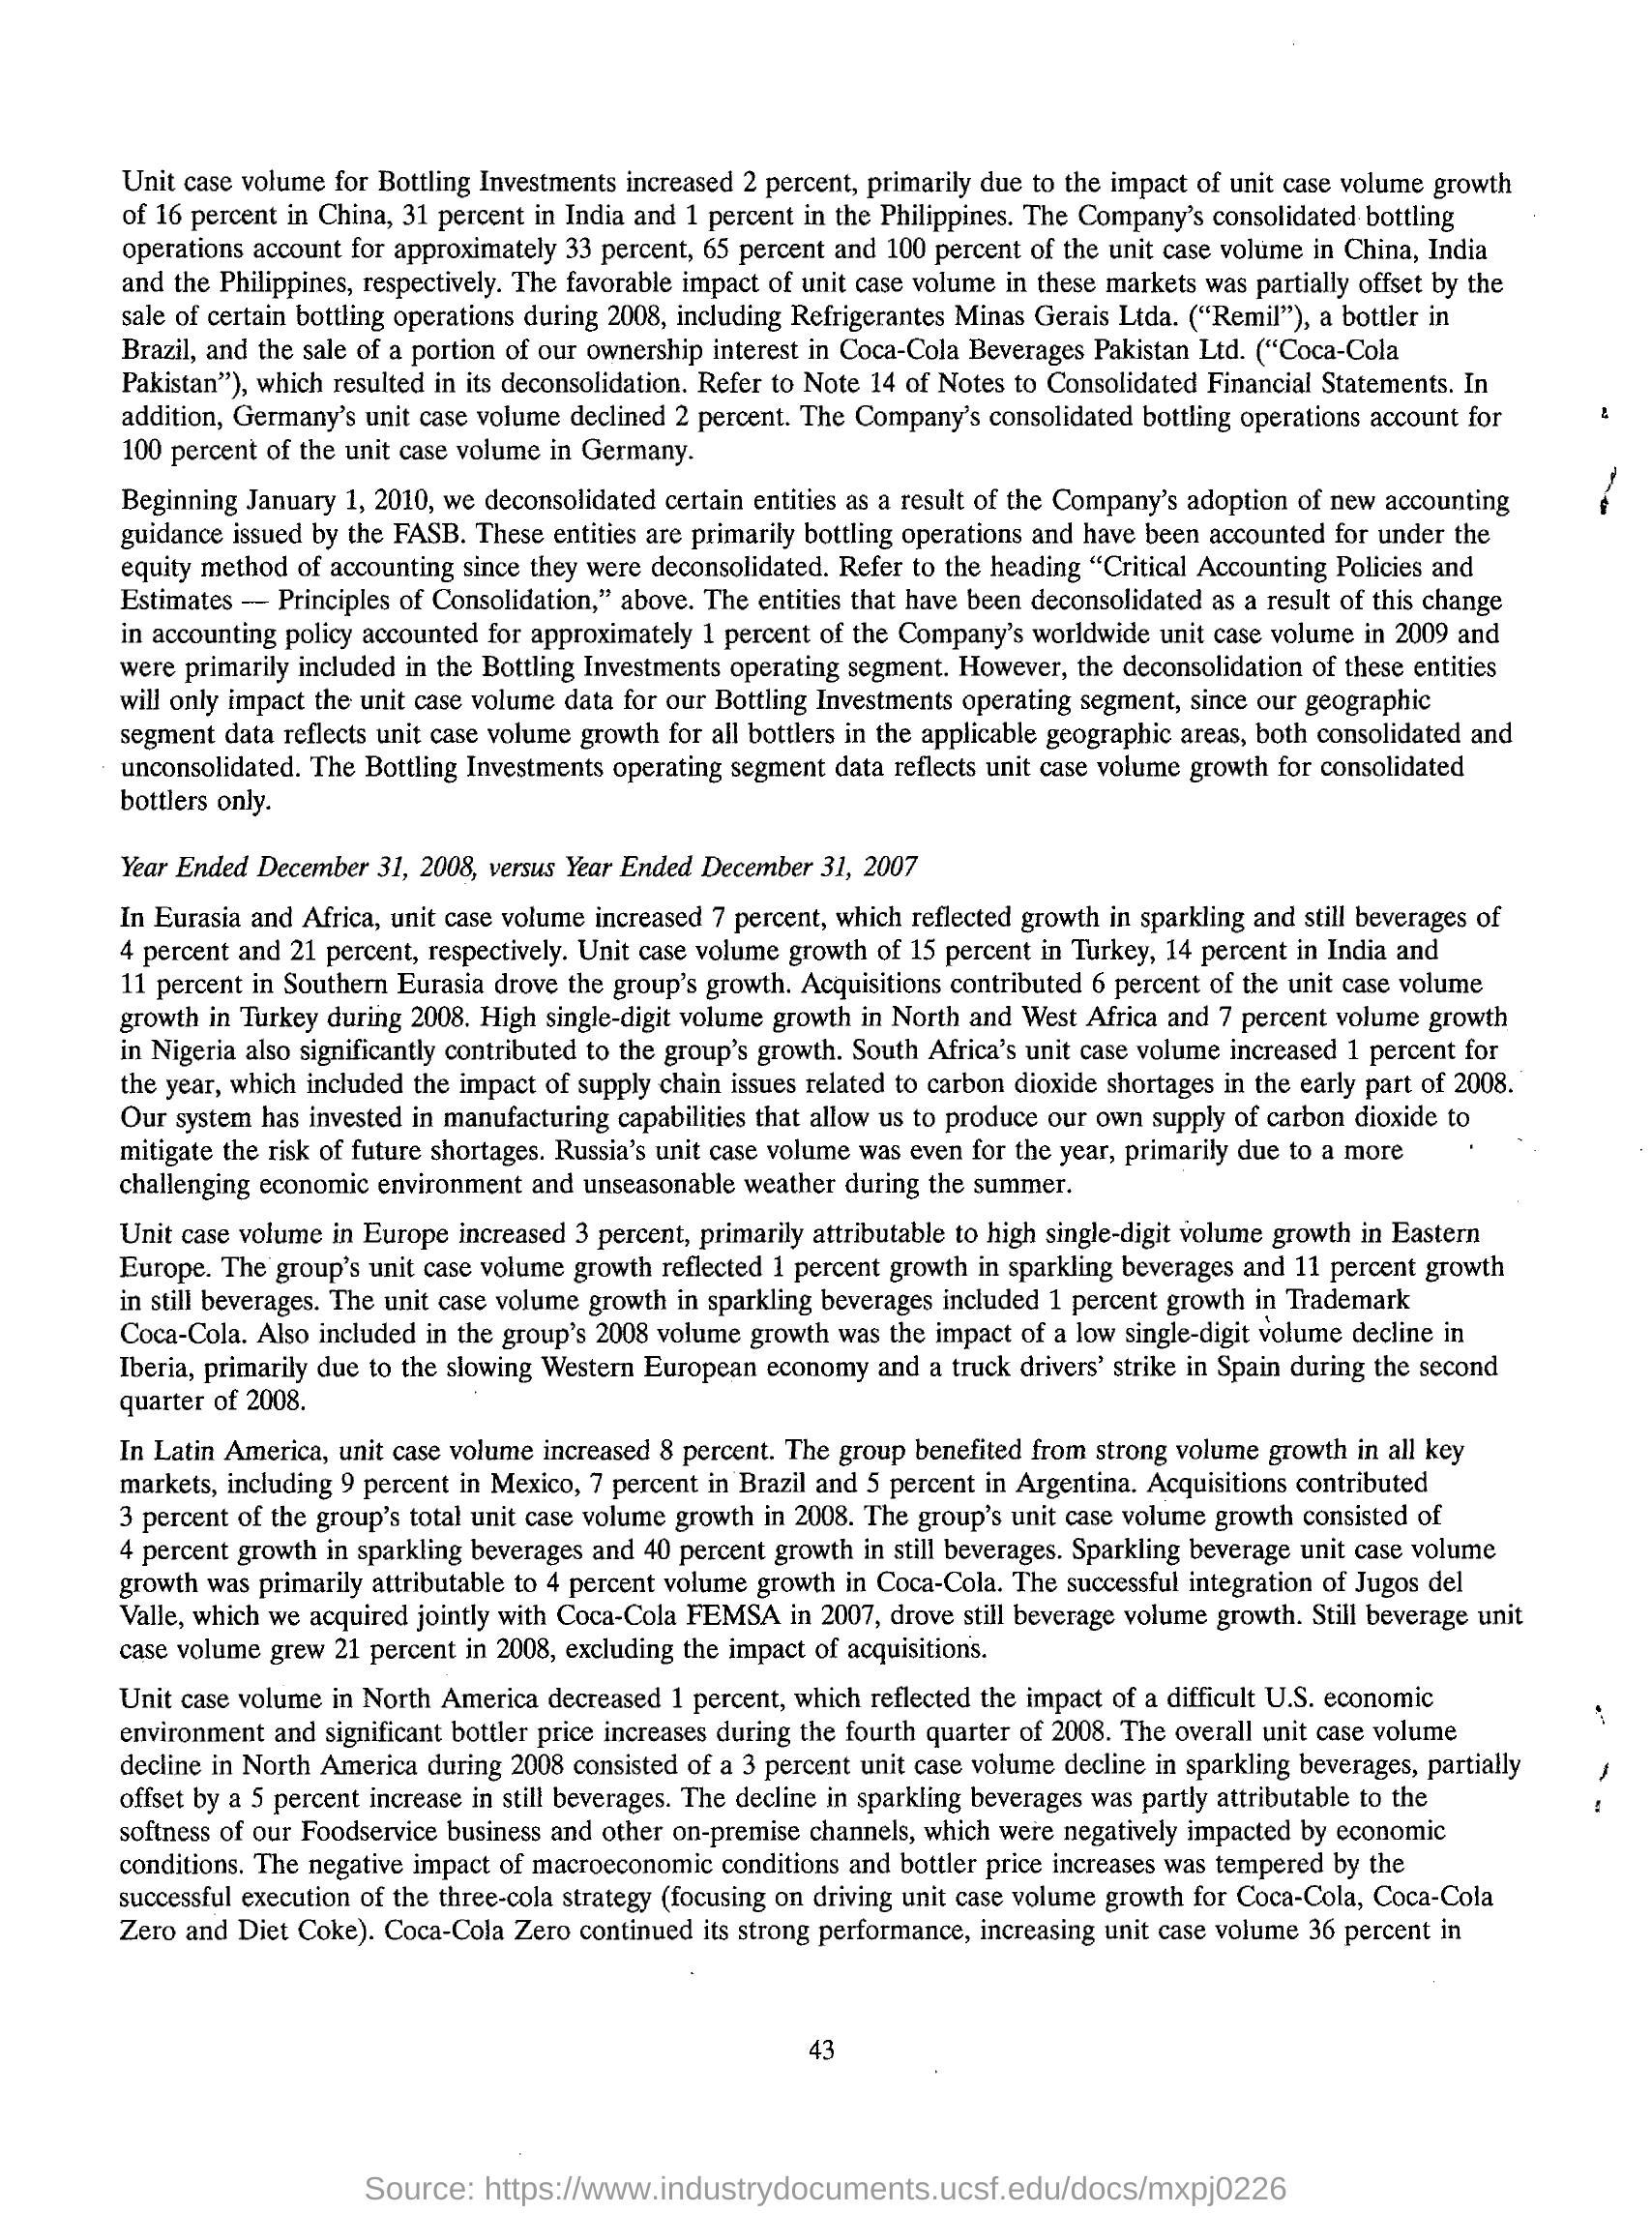 Unit case volume for Bottling Investments increased 2 percent, primarily due to the impact of unit case volume growth
of 16 percent in China, 31 percent in India and 1 percent in the Philippines. The Company's consolidated bottling
operations account for approximately 33 percent, 65 percent and 100 percent of the unit case volume in China, India
and the Philippines, respectively. The favorable impact of unit case volume in these markets was partially offset by the
sale of certain bottling operations during 2008, including Refrigerantes Minas Gerais Ltda. (“Remil”), a bottler in
Brazil, and the sale of a portion of our ownership interest in Coca-Cola Beverages Pakistan Ltd. (“Coca-Cola
Pakistan”), which resulted in its deconsolidation. Refer to Note 14 of Notes to Consolidated Financial Statements. In
addition, Germany's unit case volume declined 2 percent. The Company's consolidated bottling operations account for
100 percent of the unit case volume in Germany.
Beginning January 1, 2010, we deconsolidated certain entities as a result of the Company's adoption of new accounting
guidance issued by the FASB. These entities are primarily bottling operations and have been accounted for under the
equity method of accounting since they were deconsolidated. Refer to the heading “Critical Accounting Policies and
Estimates — Principles of Consolidation,” above. The entities that have been deconsolidated as a result of this change
in accounting policy accounted for approximately 1 percent of the Company's worldwide unit case volume in 2009 and
were primarily included in the Bottling Investments operating segment. However, the deconsolidation of these entities
will only impact the unit case volume data for our Bottling Investments operating segment, since our geographic
segment data reflects unit case volume growth for all bottlers in the applicable geographic areas, both consolidated and
unconsolidated. The Bottling Investments operating segment data reflects unit case volume growth for consolidated
bottlers only.
Year Ended December 31, 2008, versus Year Ended December 31, 2007
In Eurasia and Africa, unit case volume increased 7 percent, which reflected growth in sparkling and still beverages of
4 percent and 21 percent, respectively. Unit case volume growth of 15 percent in Turkey, 14 percent in India and
11 percent in Southern Eurasia drove the group's growth. Acquisitions contributed 6 percent of the unit case volume
growth in Turkey during 2008. High single-digit volume growth in North and West Africa and 7 percent volume growth
in Nigeria also significantly contributed to the group's growth. South Africa's unit case volume increased 1 percent for
the year, which included the impact of supply chain issues related to carbon dioxide shortages in the early part of 2008.
Our system has invested in manufacturing capabilities that allow us to produce our own supply of carbon dioxide to
mitigate the risk of future shortages. Russia's unit case volume was even for the year, primarily due to a more
challenging economic environment and unseasonable weather during the summer.
Unit case volume in Europe increased 3 percent, primarily attributable to high single-digit volume growth in Eastern
Europe. The group's unit case volume growth reflected 1 percent growth in sparkling beverages and 11 percent growth
in still beverages. The unit case volume growth in sparkling beverages included 1 percent growth in Trademark
Coca-Cola. Also included in the group's 2008 volume growth was the impact of a low single-digit volume decline in
Iberia, primarily due to the slowing Western European economy and a truck drivers' strike in Spain during the second
quarter of 2008.
In Latin America, unit case volume increased 8 percent. The group benefited from strong volume growth in all key
markets, including 9 percent in Mexico, 7 percent in Brazil and 5 percent in Argentina. Acquisitions contributed
3 percent of the group's total unit case volume growth in 2008. The group's unit case volume growth consisted of
4 percent growth in sparkling beverages and 40 percent growth in still beverages. Sparkling beverage unit case volume
growth was primarily attributable to 4 percent volume growth in Coca-Cola. The successful integration of Jugos del
Valle, which we acquired jointly with Coca-Cola FEMSA in 2007, drove still beverage volume growth. Still beverage unit
case volume grew 21 percent in 2008, excluding the impact of acquisitions.
Unit case volume in North America decreased 1 percent, which reflected the impact of a difficult U.S. economic
environment and significant bottler price increases during the fourth quarter of 2008. The overall unit case volume
decline in North America during 2008 consisted of a 3 percent unit case volume decline in sparkling beverages, partially
offset by a 5 percent increase in still beverages. The decline in sparkling beverages was partly attributable to the
softness of our Foodservice business and other on-premise channels, which were negatively impacted by economic
conditions. The negative impact of macroeconomic conditions and bottler price increases was tempered by the
successful execution of the three-cola strategy (focusing on driving unit case volume growth for Coca-Cola, Coca-Cola
Zero and Diet Coke). Coca-Cola Zero continued its strong performance, increasing unit case volume 36 percent in
43
Source: https://www.industrydocuments.ucsf.edu/docs/mxpj0226